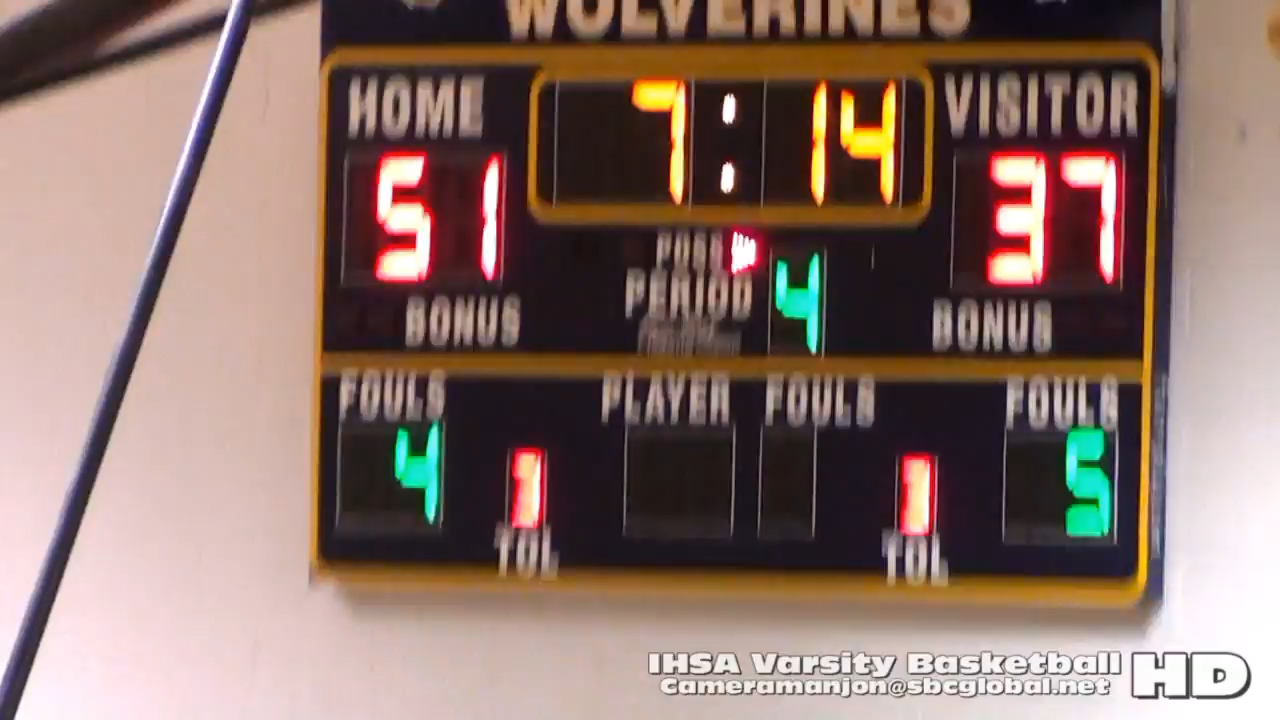 WOLVERINES
HOME 7:14 VISITOR
51 37
POSS
PERIOD 4
BONUS BONUS
FOULS PLAYER FOULS FOULS
4 1 1 5
TOL TOL
IHSA Varsity Basketball HD
Cameramanjon@sbcglobal.net